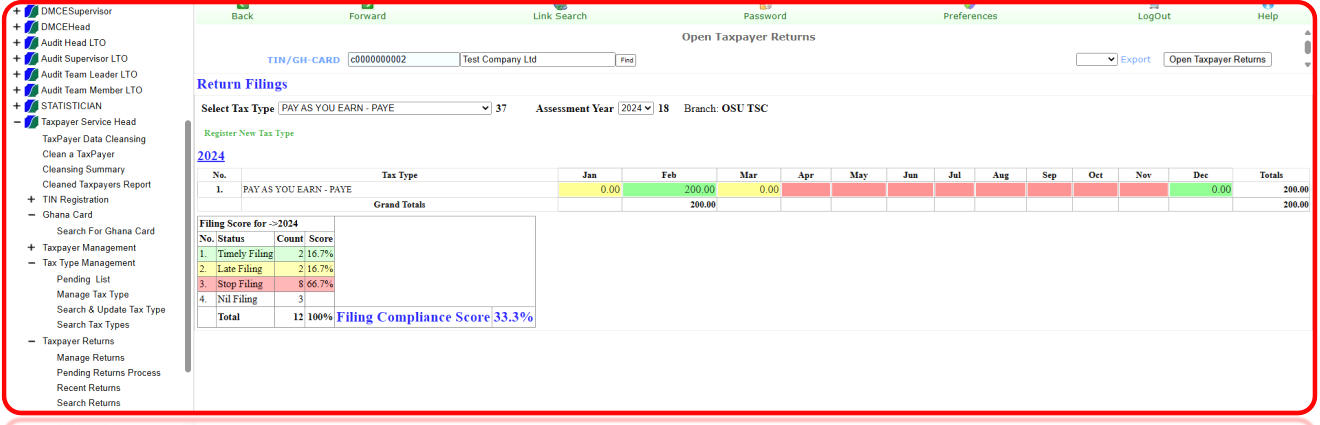 DMCESupervisor
DMCEHead
Audit Head LTO
Audit Supervisor LTO
Audit Team Leader LTO
Audit Team Member LTO
STATISTICIAN
Taxpayer Service Head
TaxPayer Data Cleansing
Clean a TaxPayer
Cleansing Summary
Cleaned Taxpayers Report
TIN Registration
Ghana Card
Search For Ghana Card
Taxpayer Management
Tax Type Management
Pending List
Manage Tax Type
Search & Update Tax Type
Search Tax Types
Taxpayer Returns
Manage Returns
Pending Returns Process
Recent Returns
Search Returns
Back Forward Link Search Password Preferences LogOut Help
Open Taxpayer Returns
TIN/GH-CARD c0000000002 Test Company Ltd Find Export Open Taxpayer Returns
Return Filings
Select Tax Type PAY AS YOU EARN - PAYE 37 Assessment Year 2024 18 Branch: OSU TSC
Register New Tax Type
2024
No. Tax Type Jan Feb Mar Apr May Jun Jul Aug Sep Oct Nov Dec Totals
1. PAY AS YOU EARN - PAYE 0.00 200.00 0.00 0.00 200.00
Grand Totals 200.00 200.00
Filing Score for ->2024
No. Status Count Score
1. Timely Filing 2 16.7%
2. Late Filing 2 16.7%
3. Stop Filing 8 66.7%
4. Nil Filing 3
Total 12 100% Filing Compliance Score 33.3%